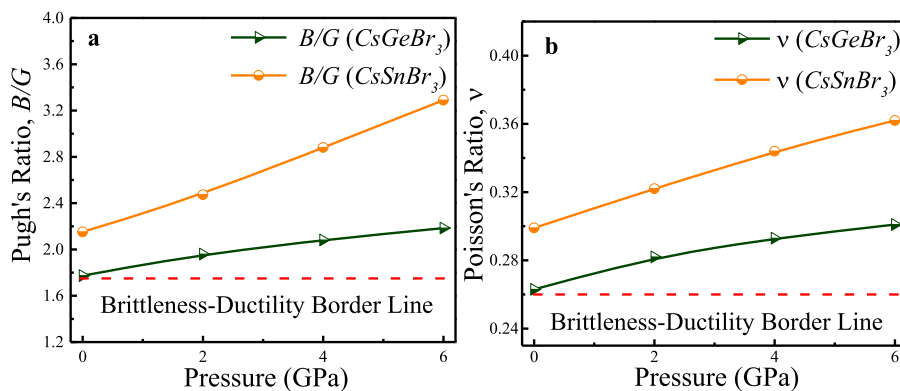 a
B/G (CsGeBr3)
B/G (CsSnBr3)
Pugh's Ratio, B/G
4.0
3.6
3.2
2.8
2.4
2.0
1.6
1.2
Brittleness-Ductility Border Line
0 2 4 6
Pressure (GPa)
b
ν (CsGeBr3)
ν (CsSnBr3)
Poisson's Ratio, ν
0.40
0.36
0.32
0.28
0.24
Brittleness-Ductility Border Line
0 2 4 6
Pressure (GPa)